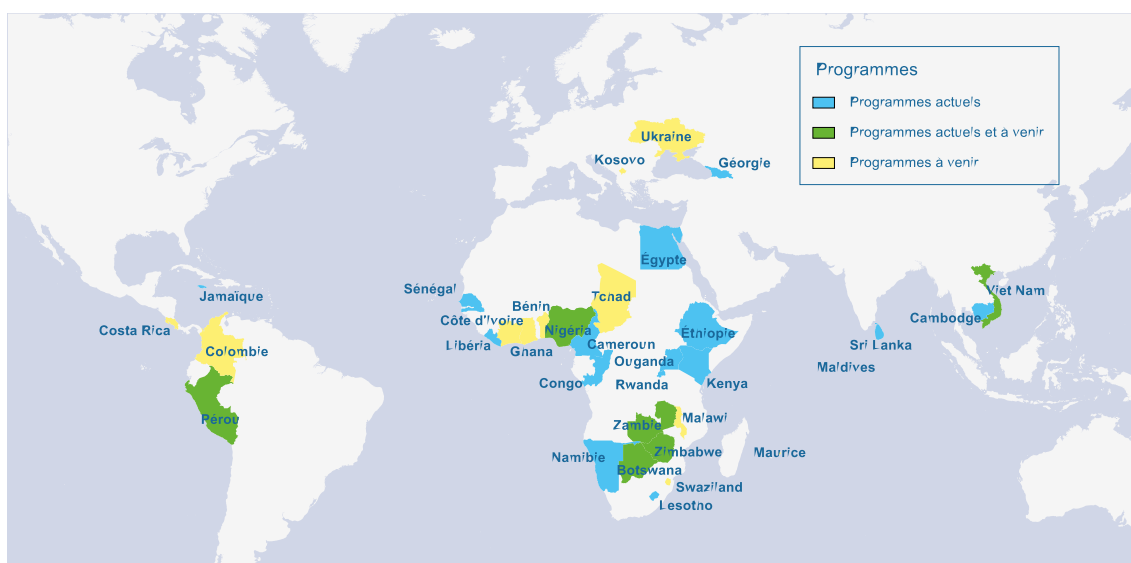 Programmes
Programmes actuels
Programmes actuels et à venir
Programmes à venir
Ukraine
Kosovo
Géorgie
Égypte
Sénégal
Jamaïque
Tchad
Viet Nam
Bénin
Côte d'Ivoire
Cambodge
Costa Rica
Nigéria
Éthiopie
Libéria
Cameroun
Sri Lanka
Colombie
Ghana
Ouganda
Maldives
Congo
Rwanda
Kenya
Pérou
Malawi
Zambie
Namibie
Zimbabwe
Maurice
Botswana
Swaziland
Lesotho